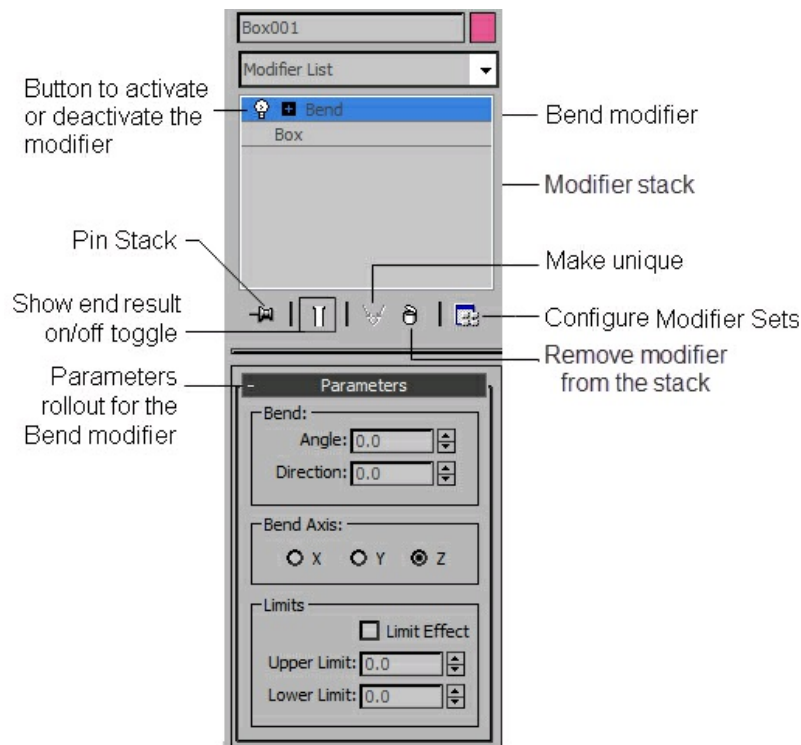 Box001
Modifier List
Button to activate
or deactivate the
modifier
Bend
Box
Bend modifier
Modifier stack
Pin Stack
Make unique
Show end result
on/off toggle
Configure Modifier Sets
Remove modifier
from the stack
Parameters
rollout for the
Bend modifier
- Parameters
Bend:
Angle: 0.0
Direction: 0.0
Bend Axis:
X Y Z
Limits
Limit Effect
Upper Limit: 0.0
Lower Limit: 0.0